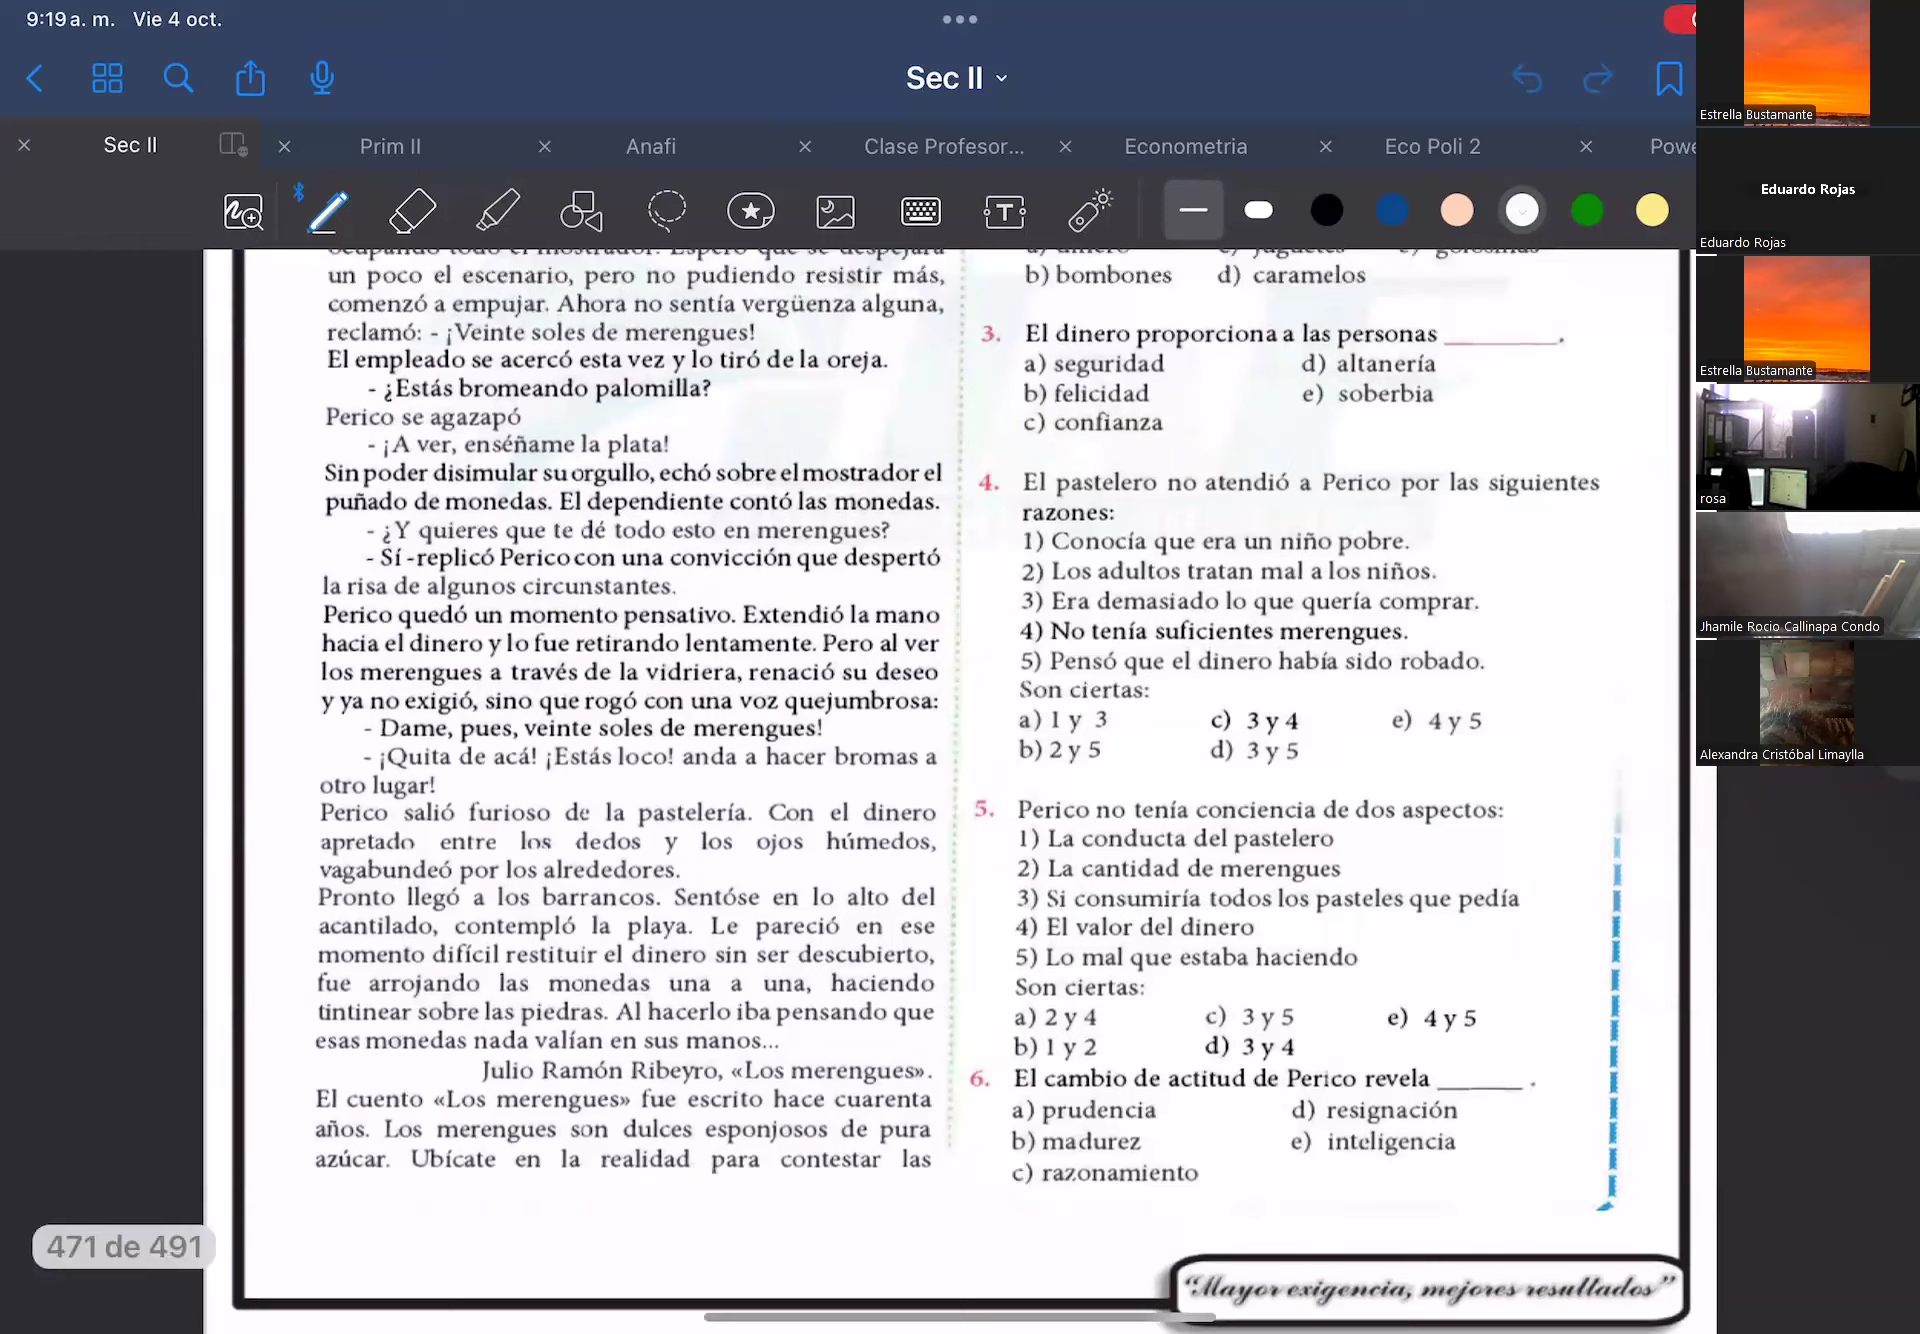 9:19 a. m. Vie 4 oct.
Sec II
Sec II
Prim II
Anafi
Clase Profesor...
Econometria
Eco Poli 2
Powe
ocupando todo el mostrador. Esperó que se despejara
un poco el escenario, pero no pudiendo resistir más,
comenzó a empujar. Ahora no sentía vergüenza alguna,
reclamó: - ¡Veinte soles de merengues!
El empleado se acercó esta vez y lo tiró de la oreja.
- ¿Estás bromeando palomilla?
Perico se agazapó
- ¡A ver, enséñame la plata!
Sin poder disimular su orgullo, echó sobre el mostrador el
puñado de monedas. El dependiente contó las monedas.
- ¿Y quieres que te dé todo esto en merengues?
- Sí -replicó Perico con una convicción que despertó
la risa de algunos circunstantes.
Perico quedó un momento pensativo. Extendió la mano
hacia el dinero y lo fue retirando lentamente. Pero al ver
los merengues a través de la vidriera, renació su deseo
y ya no exigió, sino que rogó con una voz quejumbrosa:
- Dame, pues, veinte soles de merengues!
- ¡Quita de acá! ¡Estás loco! anda a hacer bromas a
otro lugar!
Perico salió furioso de la pastelería. Con el dinero
apretado entre los dedos y los ojos húmedos,
vagabundeó por los alrededores.
Pronto llegó a los barrancos. Sentóse en lo alto del
acantilado, contempló la playa. Le pareció en ese
momento difícil restituir el dinero sin ser descubierto,
fue arrojando las monedas una a una, haciendo
tintinear sobre las piedras. Al hacerlo iba pensando que
esas monedas nada valían en sus manos...
Julio Ramón Ribeyro, «Los merengues».
El cuento «Los merengues» fue escrito hace cuarenta
años. Los merengues son dulces esponjosos de pura
azúcar. Ubícate en la realidad para contestar las
a) dinero c) juguetes e) golosinas
b) bombones d) caramelos
3. El dinero proporciona a las personas ________.
a) seguridad d) altanería
b) felicidad e) soberbia
c) confianza
4. El pastelero no atendió a Perico por las siguientes
razones:
1) Conocía que era un niño pobre.
2) Los adultos tratan mal a los niños.
3) Era demasiado lo que quería comprar.
4) No tenía suficientes merengues.
5) Pensó que el dinero había sido robado.
Son ciertas:
a) 1 y 3 c) 3 y 4 e) 4 y 5
b) 2 y 5 d) 3 y 5
5. Perico no tenía conciencia de dos aspectos:
1) La conducta del pastelero
2) La cantidad de merengues
3) Si consumiría todos los pasteles que pedía
4) El valor del dinero
5) Lo mal que estaba haciendo
Son ciertas:
a) 2 y 4 c) 3 y 5 e) 4 y 5
b) 1 y 2 d) 3 y 4
6. El cambio de actitud de Perico revela ______ .
a) prudencia d) resignación
b) madurez e) inteligencia
c) razonamiento
471 de 491
"Mayor exigencia, mejores resultados"
Estrella Bustamante
Eduardo Rojas
Eduardo Rojas
Estrella Bustamante
rosa
Jhamile Rocio Callinapa Condo
Alexandra Cristóbal Limaylla